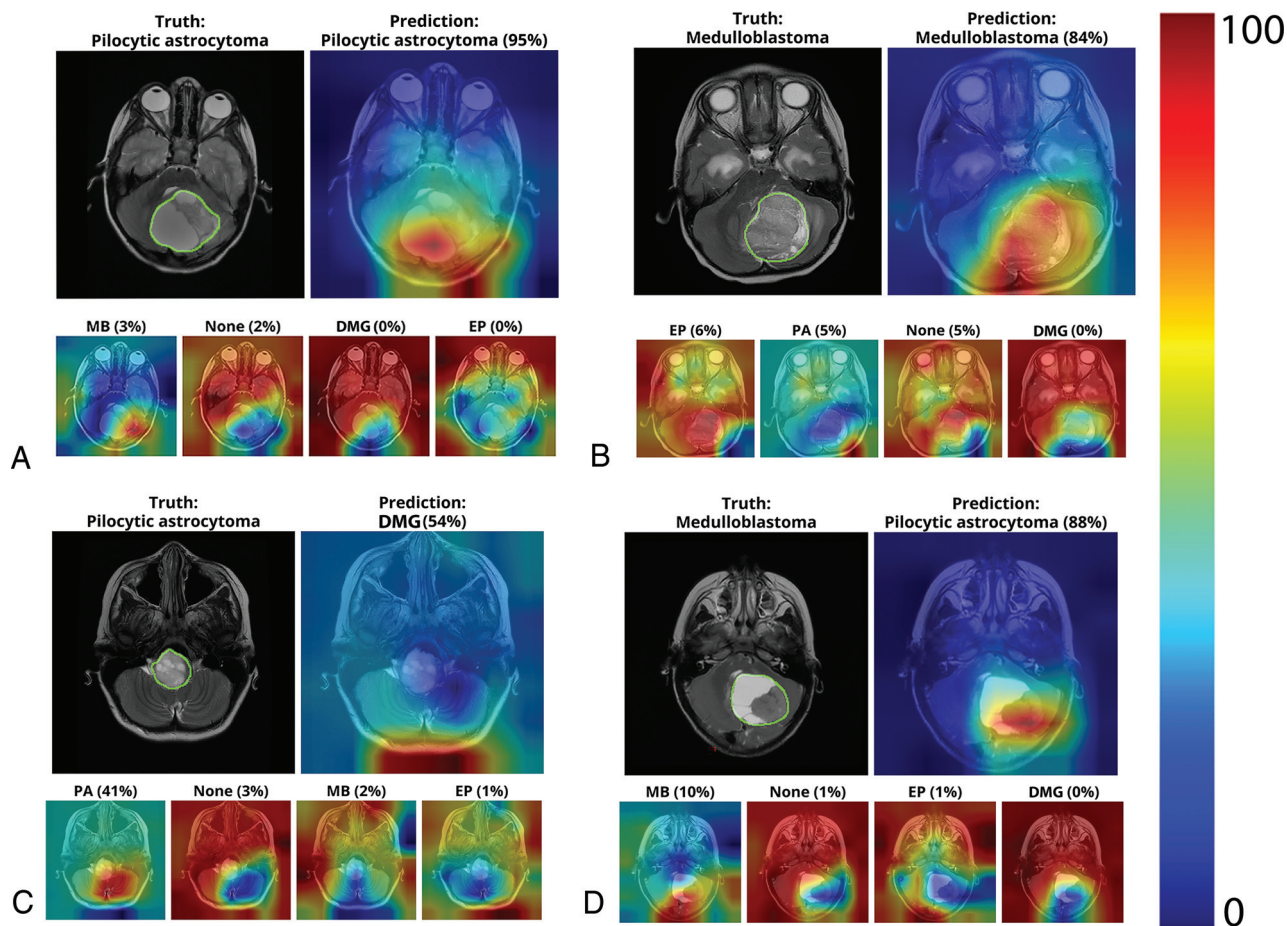 Truth:
Pilocytic astrocytoma
Prediction:
Pilocytic astrocytoma (95%)
MB (3%)
None (2%)
DMG (0%)
EP (0%)
A
Truth:
Medulloblastoma
Prediction:
Medulloblastoma (84%)
EP (6%)
PA (5%)
None (5%)
DMG (0%)
B
Truth:
Pilocytic astrocytoma
Prediction:
DMG (54%)
PA (41%)
None (3%)
MB (2%)
EP (1%)
C
Truth:
Medulloblastoma
Prediction:
Pilocytic astrocytoma (88%)
MB (10%)
None (1%)
EP (1%)
DMG (0%)
D
100
0